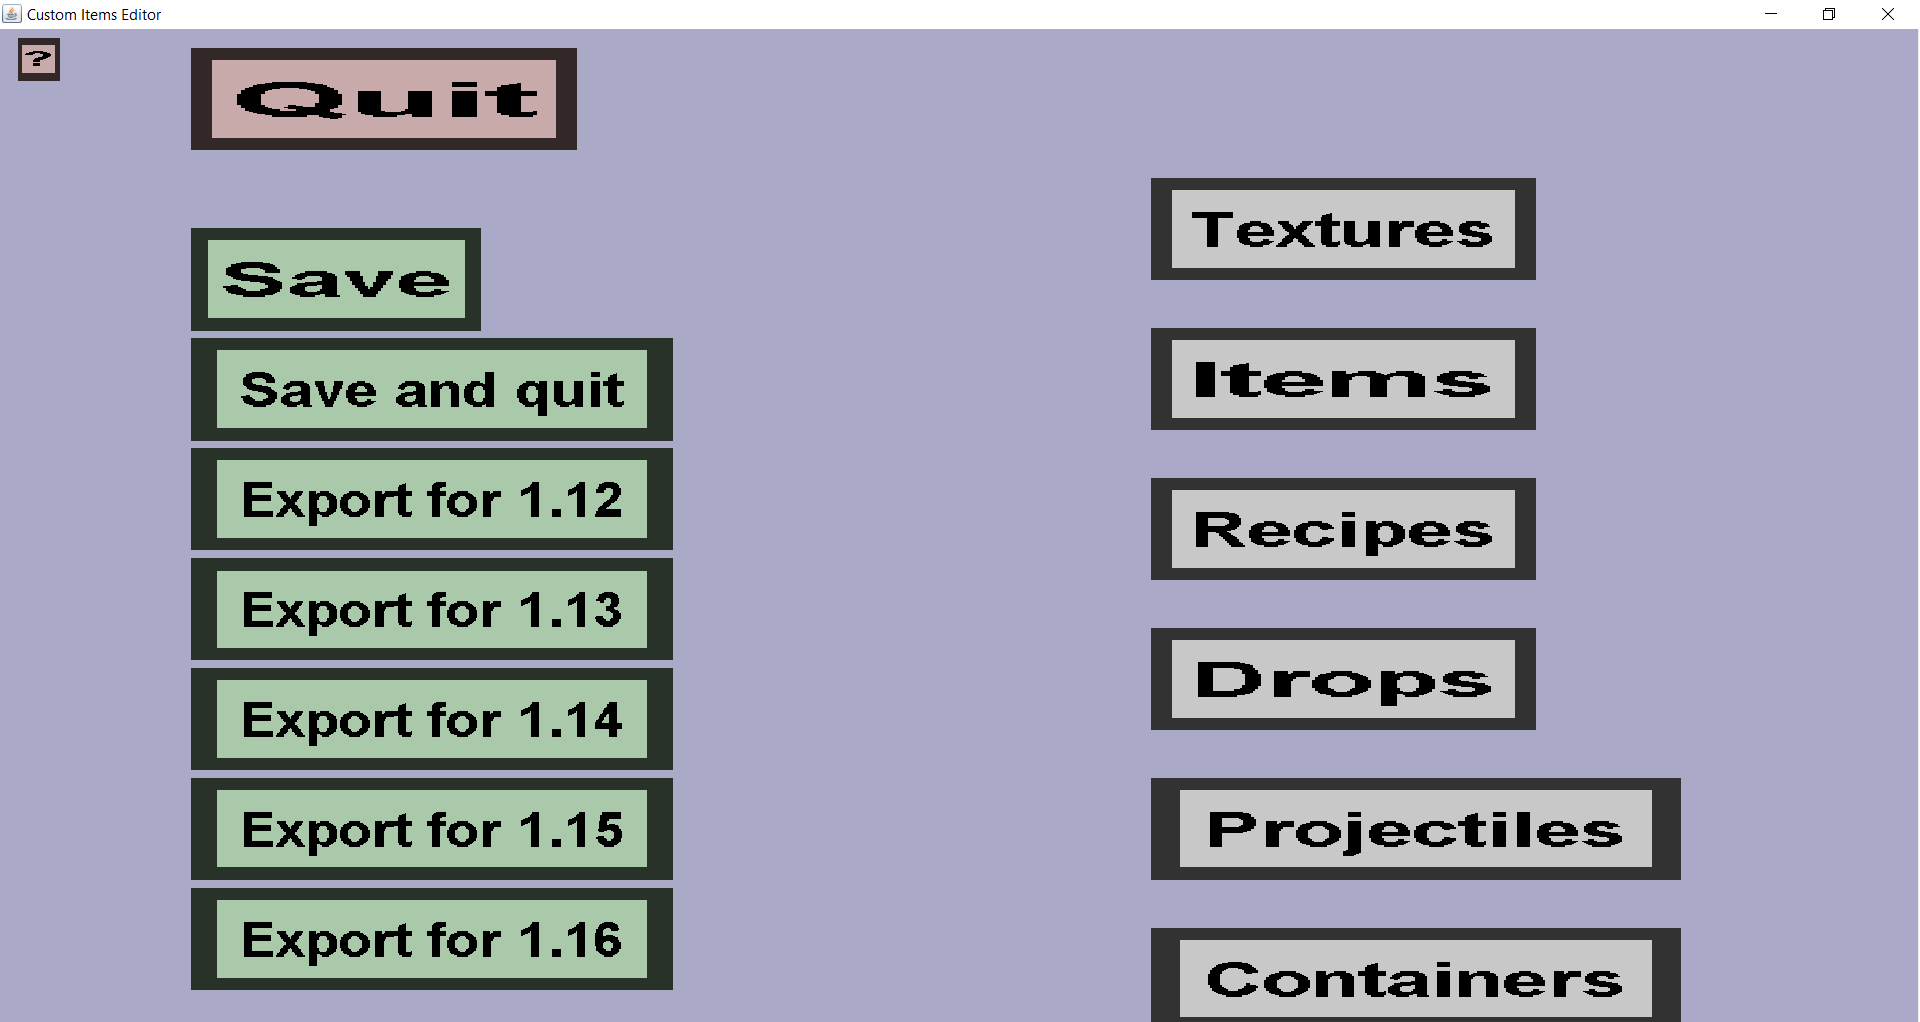 Custom Items Editor
?
Quit
Save
Save and quit
Export for 1.12
Export for 1.13
Export for 1.14
Export for 1.15
Export for 1.16
Textures
Items
Recipes
Drops
Projectiles
Containers